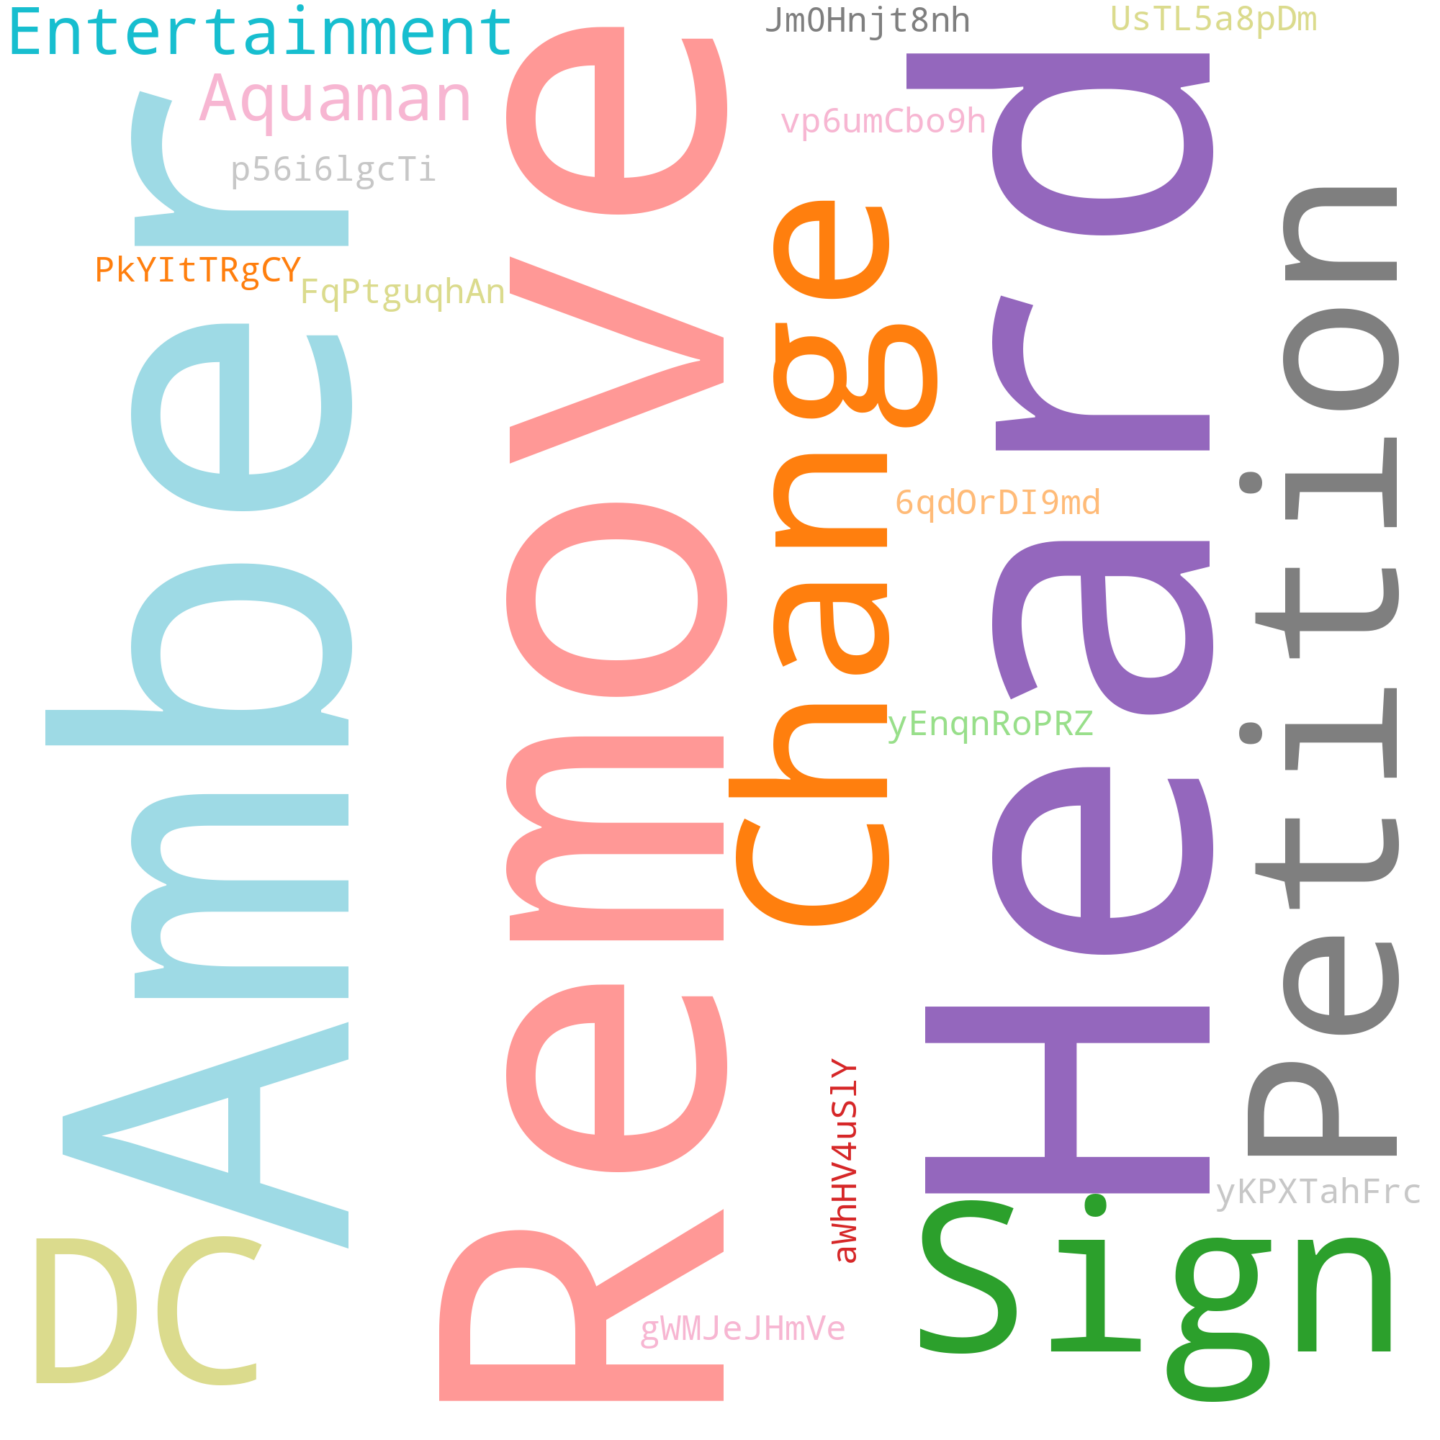 Entertainment
JmOHnjt8nh
UsTL5a8pDm
Aquaman
vp6umCbo9h
p56i6lgcTi
PkYItTRgCY
FqPtguqhAn
Amber
Remove
Change
Heard
Petition
6qdOrDI9md
yEnqnRoPRZ
aWhHV4uSlY
yKPXTahFrc
DC
Sign
gWMJeJHmVe